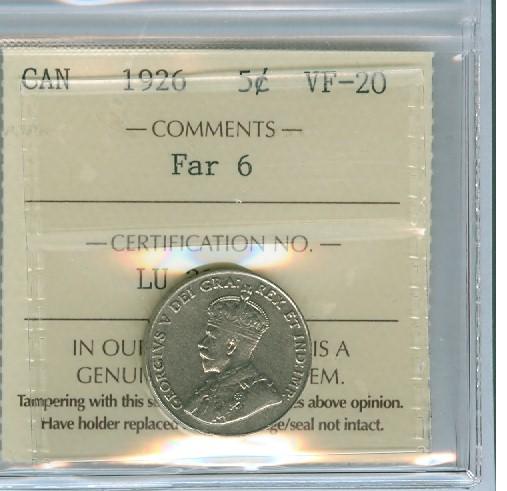 CAN 1926 5¢ VF-20
— COMMENTS —
Far 6
— CERTIFICATION NO. —
LU
GEORGIVS V DEI GRA: REX ET IND:IMP:
IN OUR IS A
GENUI EM.
Tampering with this s s above opinion.
Have holder replaced ge/seal not intact.